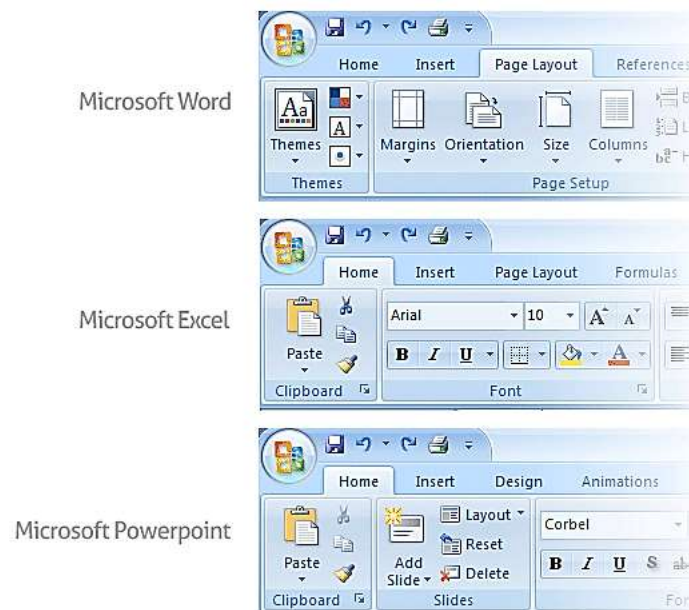 Microsoft Word
Home Insert Page Layout References
Aa
A
Themes Margins Orientation Size Columns
Themes Page Setup
Microsoft Excel
Home Insert Page Layout Formulas
Arial 10 A A
Paste B I U A
Clipboard Font
Microsoft Powerpoint
Home Insert Design Animations
Layout
Corbel
Reset
Paste Add Slide B I U S
Delete
Clipboard Slides